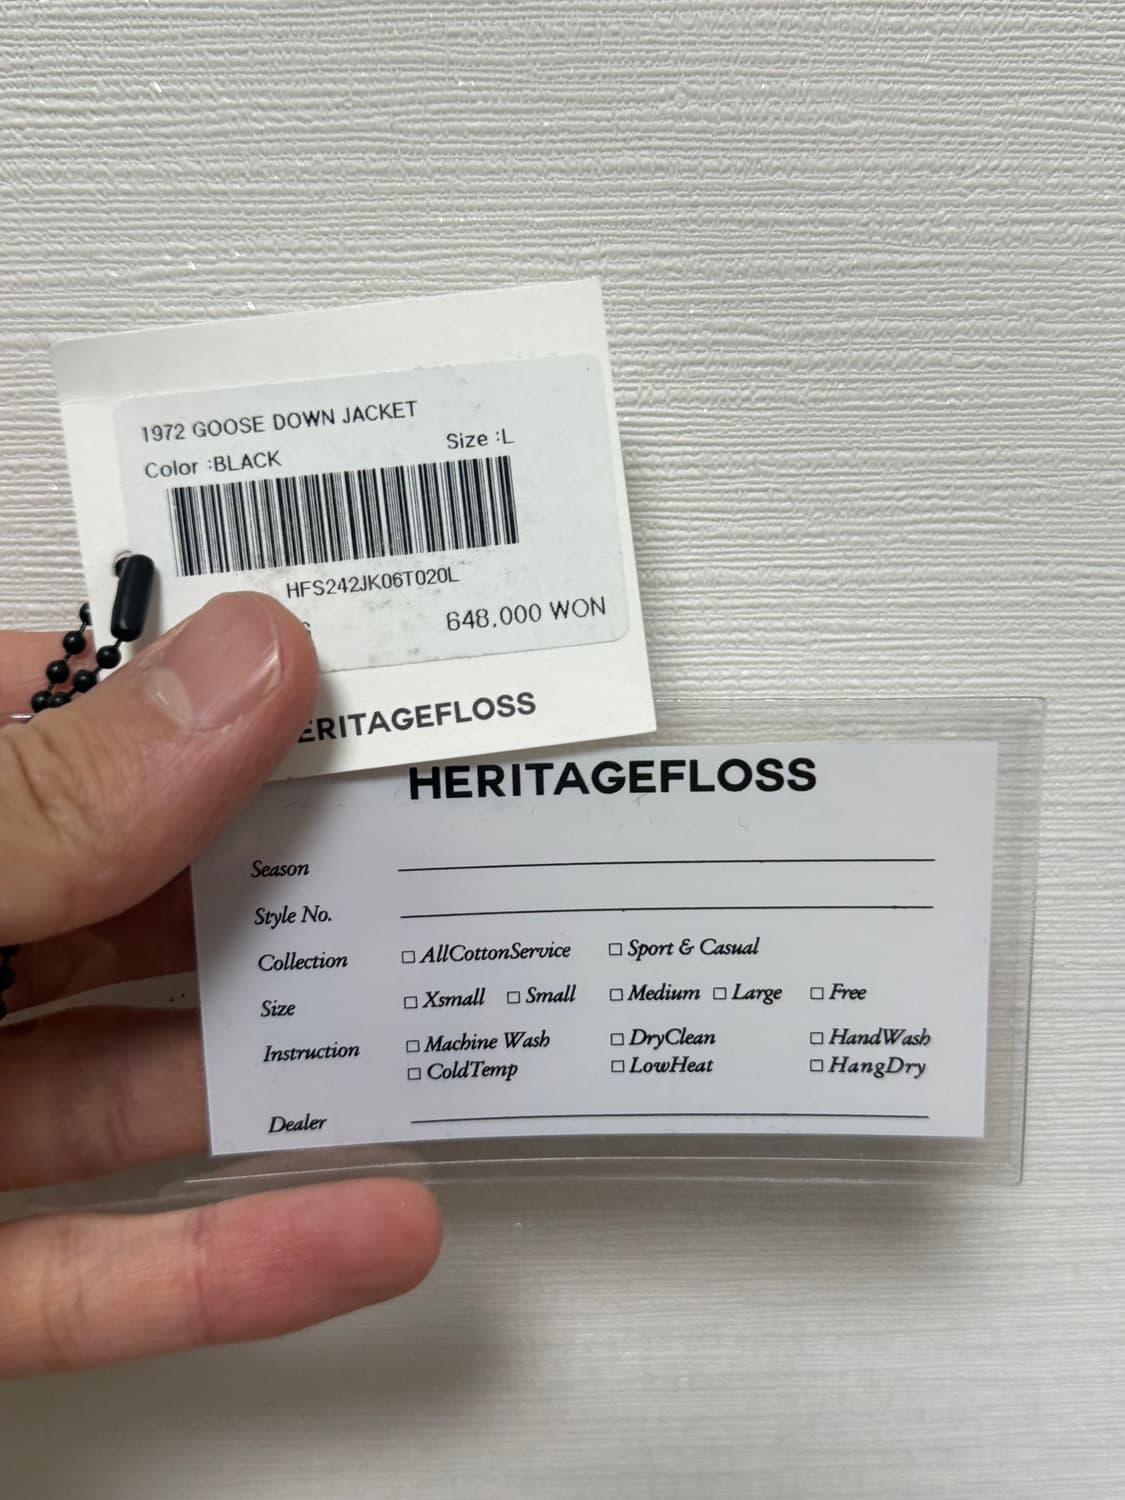 1972 GOOSE DOWN JACKET
Color :BLACK Size :L
HFS242JK06T020L
648,000 WON
ERITAGEFLOSS
HERITAGEFLOSS
Season
Style No.
Collection □ AllCottonService □ Sport & Casual
Size □ Xsmall □ Small □ Medium □ Large □ Free
Instruction □ Machine Wash □ DryClean □ HandWash
□ ColdTemp □ LowHeat □ HangDry
Dealer